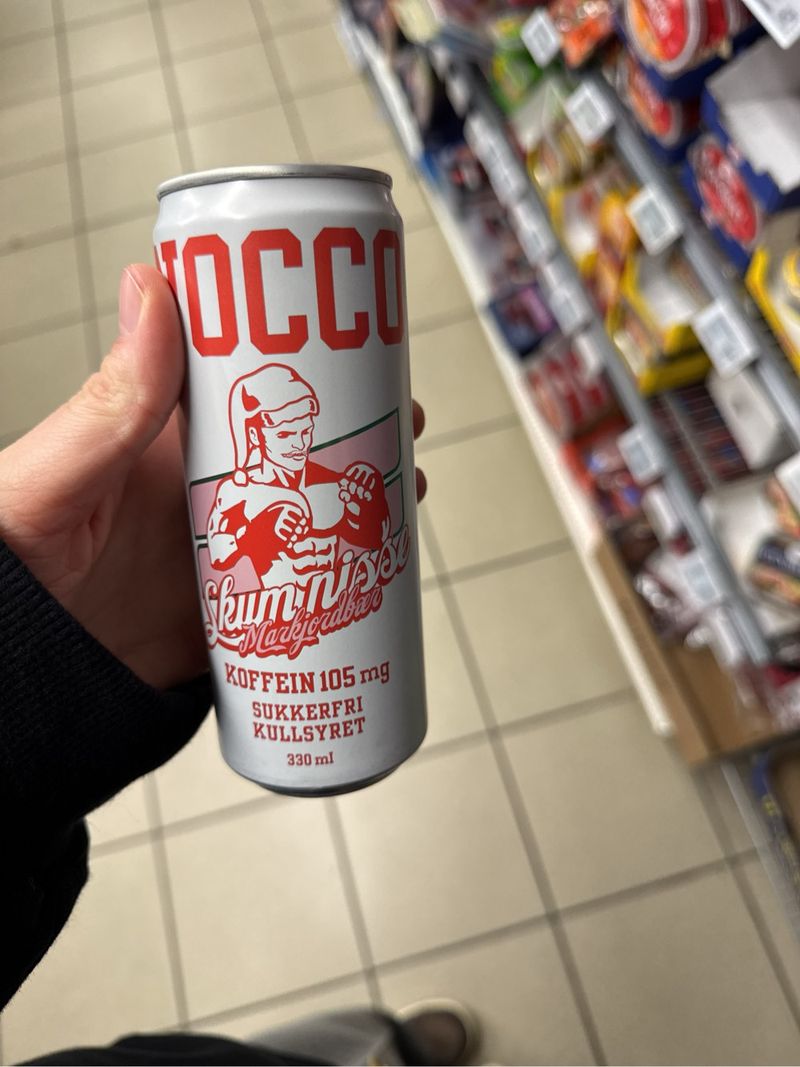 NOCCO
Skumnisse
Markjordbær
KOFFEIN 105 mg
SUKKERFRI
KULLSYRET
330 ml